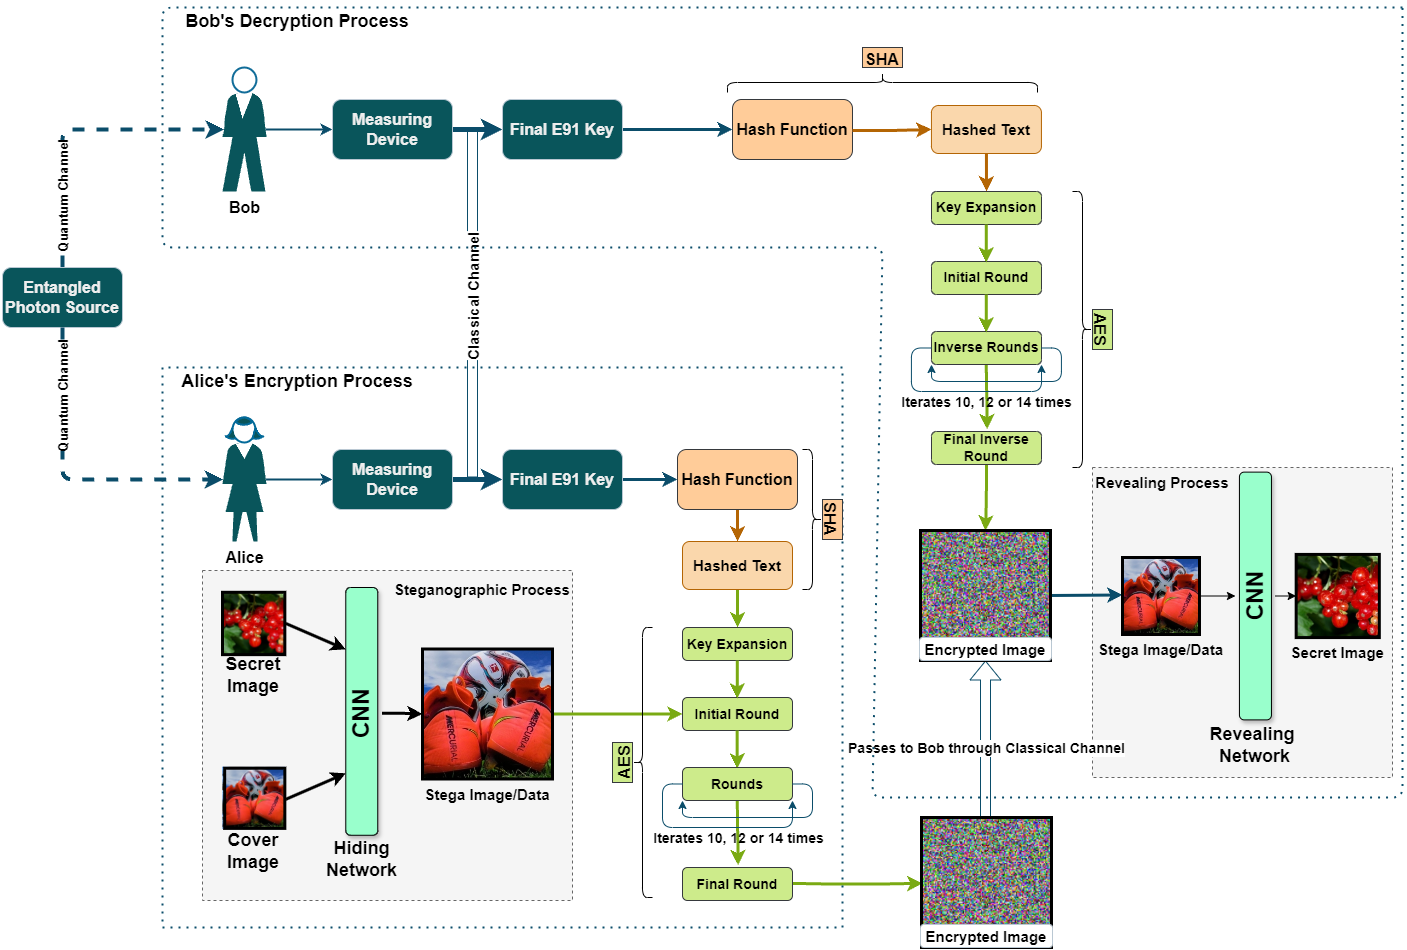 Bob's Decryption Process
SHA
Measuring
Device
Final E91 Key
Hash Function
Hashed Text
Bob
Quantum Channel
Key Expansion
Classical Channel
Entangled
Photon Source
Initial Round
AES
Inverse Rounds
Iterates 10, 12 or 14 times
Quantum Channel
Alice's Encryption Process
Final Inverse
Round
Measuring
Device
Final E91 Key
Hash Function
SHA
Alice
Hashed Text
Revealing Process
CNN
Encrypted Image
Stega Image/Data
Secret Image
Revealing
Network
Steganographic Process
Secret
Image
CNN
MERCURIAL
MERCURIAL
Stega Image/Data
Cover
Image
Hiding
Network
Key Expansion
Initial Round
AES
Rounds
Iterates 10, 12 or 14 times
Final Round
Passes to Bob through Classical Channel
Encrypted Image